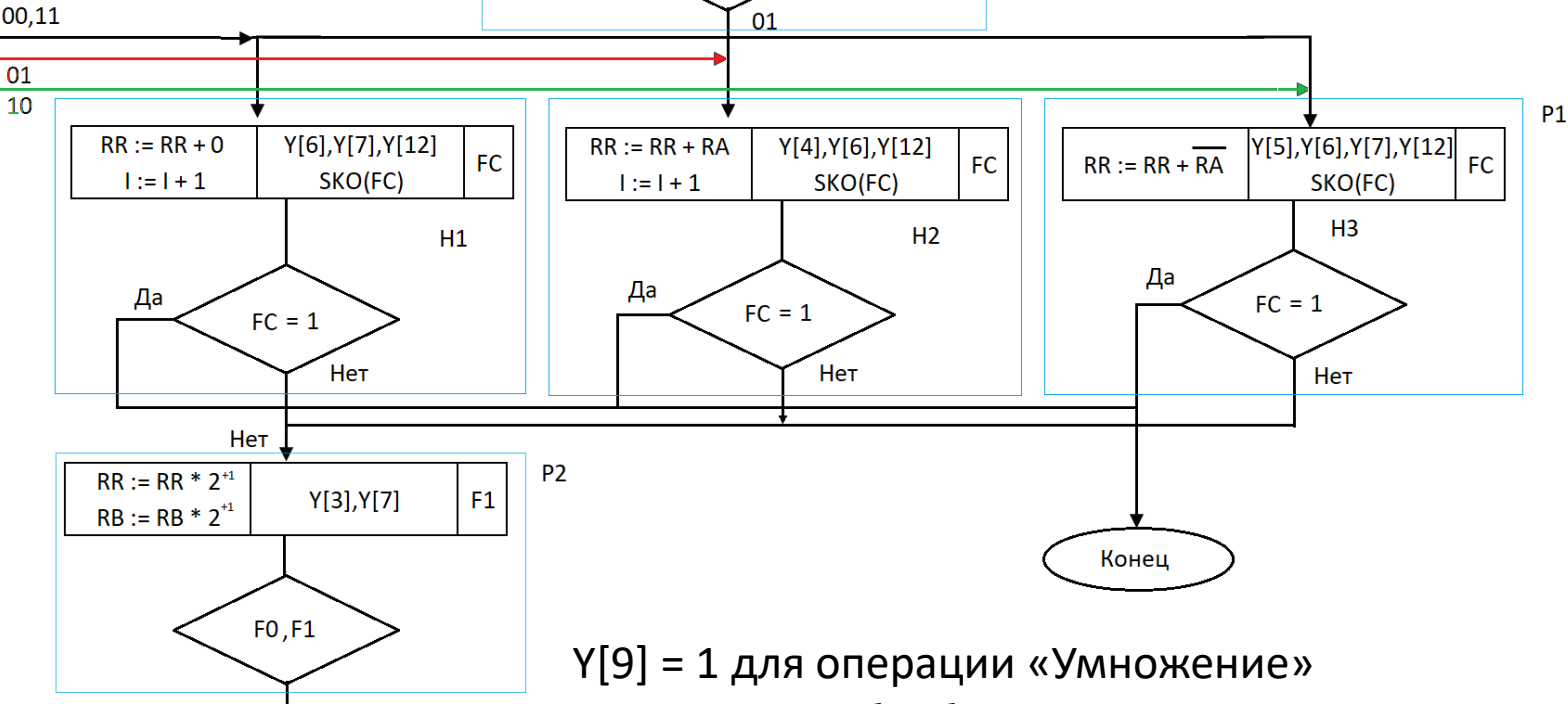 00,11
01
01
10
P1
RR := RR + 0
I := I + 1
Y[6],Y[7],Y[12]
SKO(FC)
FC
RR := RR + RA
I := I + 1
Y[4],Y[6],Y[12]
SKO(FC)
FC
RR := RR + R̅A̅
Y[5],Y[6],Y[7],Y[12]
SKO(FC)
FC
H1
H2
H3
Да
FC = 1
Нет
Да
FC = 1
Нет
Да
FC = 1
Нет
Нет
P2
RR := RR * 2⁺¹
RB := RB * 2⁺¹
Y[3],Y[7]
F1
Конец
F0,F1
Y[9] = 1 для операции «Умножение»